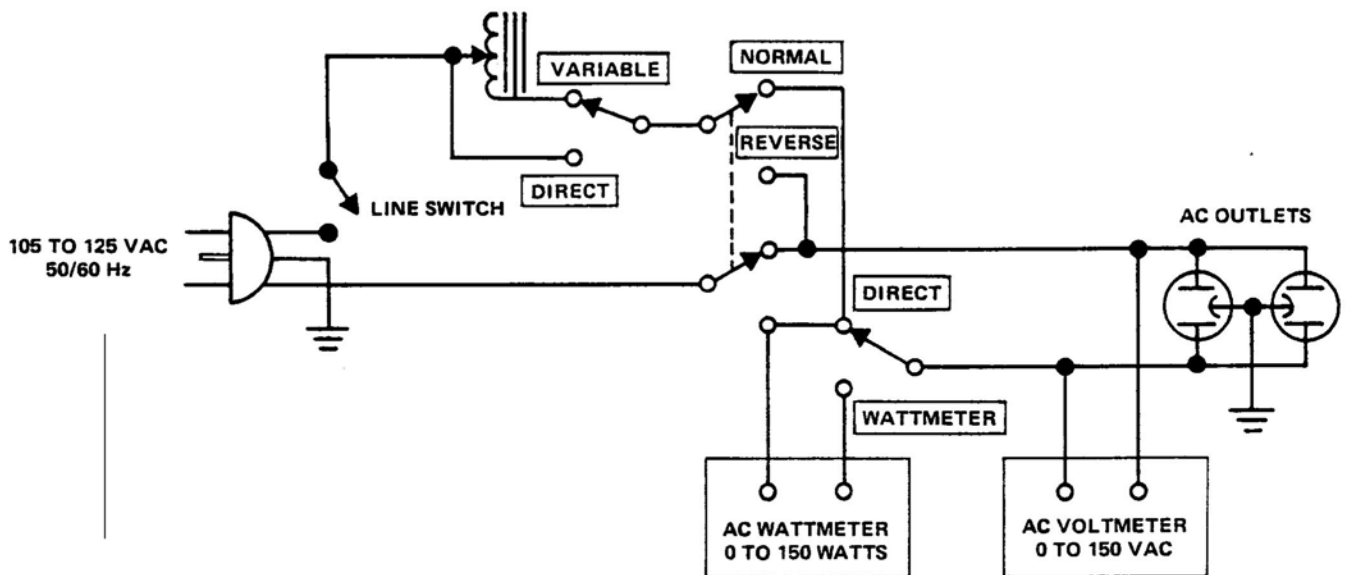 VARIABLE
NORMAL
REVERSE
DIRECT
LINE SWITCH
105 TO 125 VAC
50/60 Hz
AC OUTLETS
DIRECT
WATTMETER
AC WATTMETER
0 TO 150 WATTS
AC VOLTMETER
0 TO 150 VAC